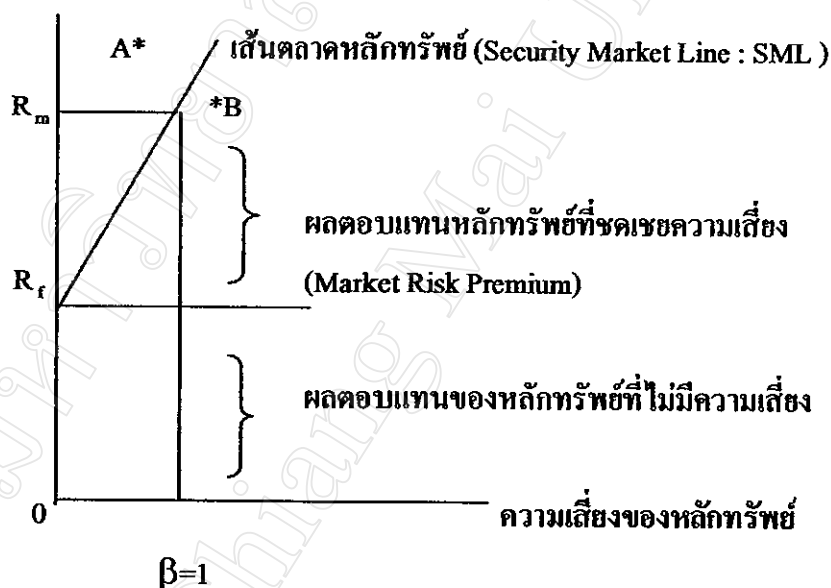 A* เส้นตลาดหลักทรัพย์ (Security Market Line : SML )
Rm *B
ผลตอบแทนหลักทรัพย์ที่ชดเชยความเสี่ยง
Rf (Market Risk Premium)
ผลตอบแทนของหลักทรัพย์ที่ไม่มีความเสี่ยง
0 ความเสี่ยงของหลักทรัพย์
β=1